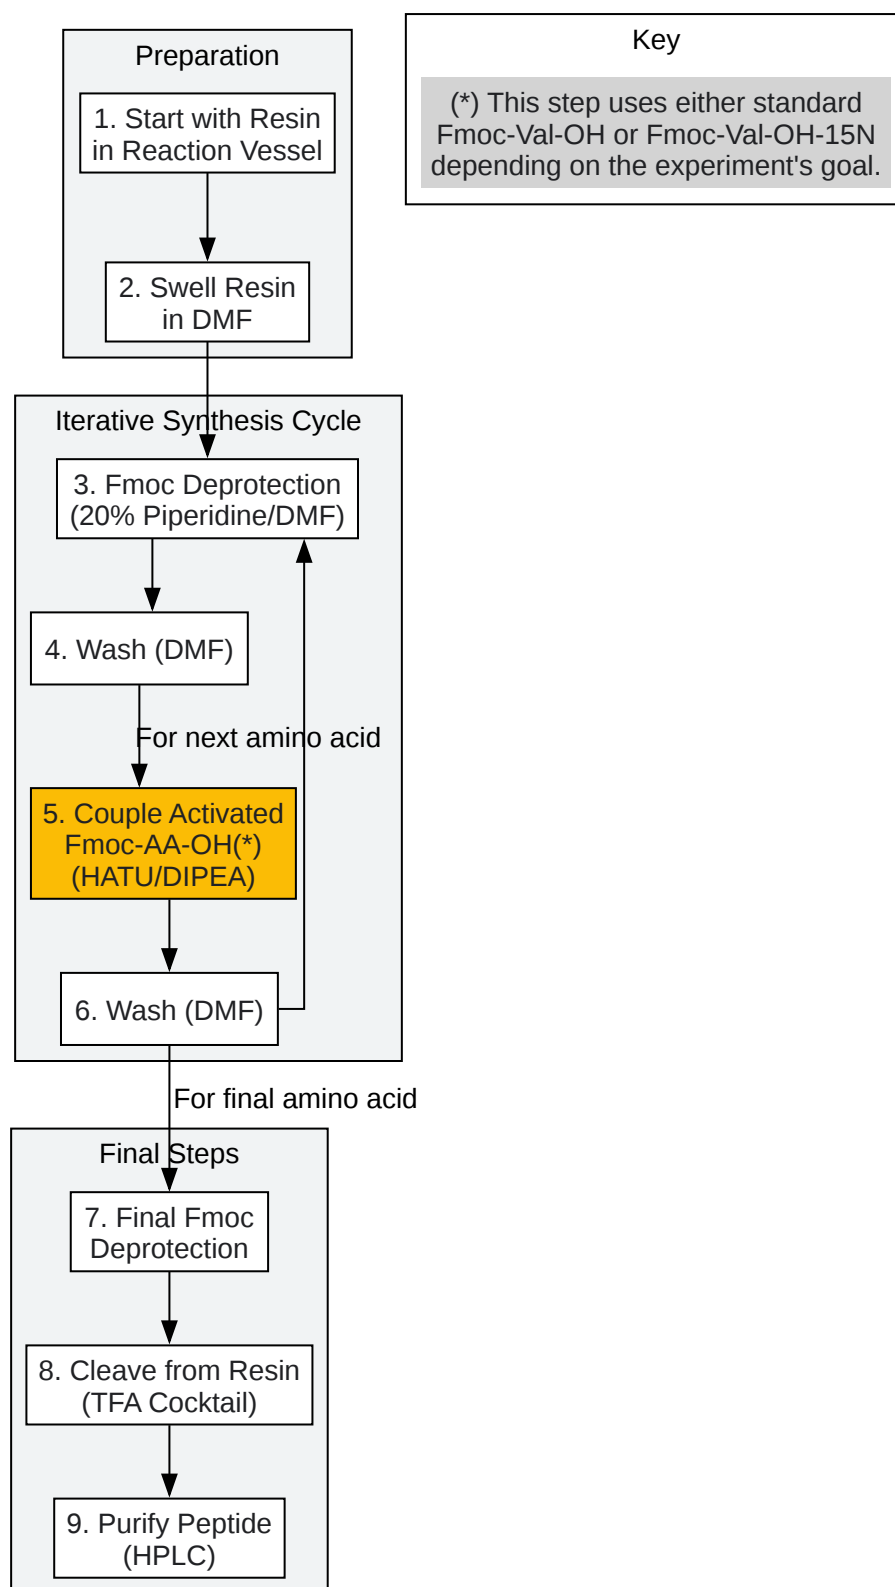 Preparation
1. Start with Resin
in Reaction Vessel
2. Swell Resin
in DMF
Key
(*) This step uses either standard
Fmoc-Val-OH or Fmoc-Val-OH-15N
depending on the experiment's goal.
Iterative Synthesis Cycle
3. Fmoc Deprotection
(20% Piperidine/DMF)
4. Wash (DMF)
For next amino acid
5. Couple Activated
Fmoc-AA-OH(*)
(HATU/DIPEA)
6. Wash (DMF)
For final amino acid
Final Steps
7. Final Fmoc
Deprotection
8. Cleave from Resin
(TFA Cocktail)
9. Purify Peptide
(HPLC)